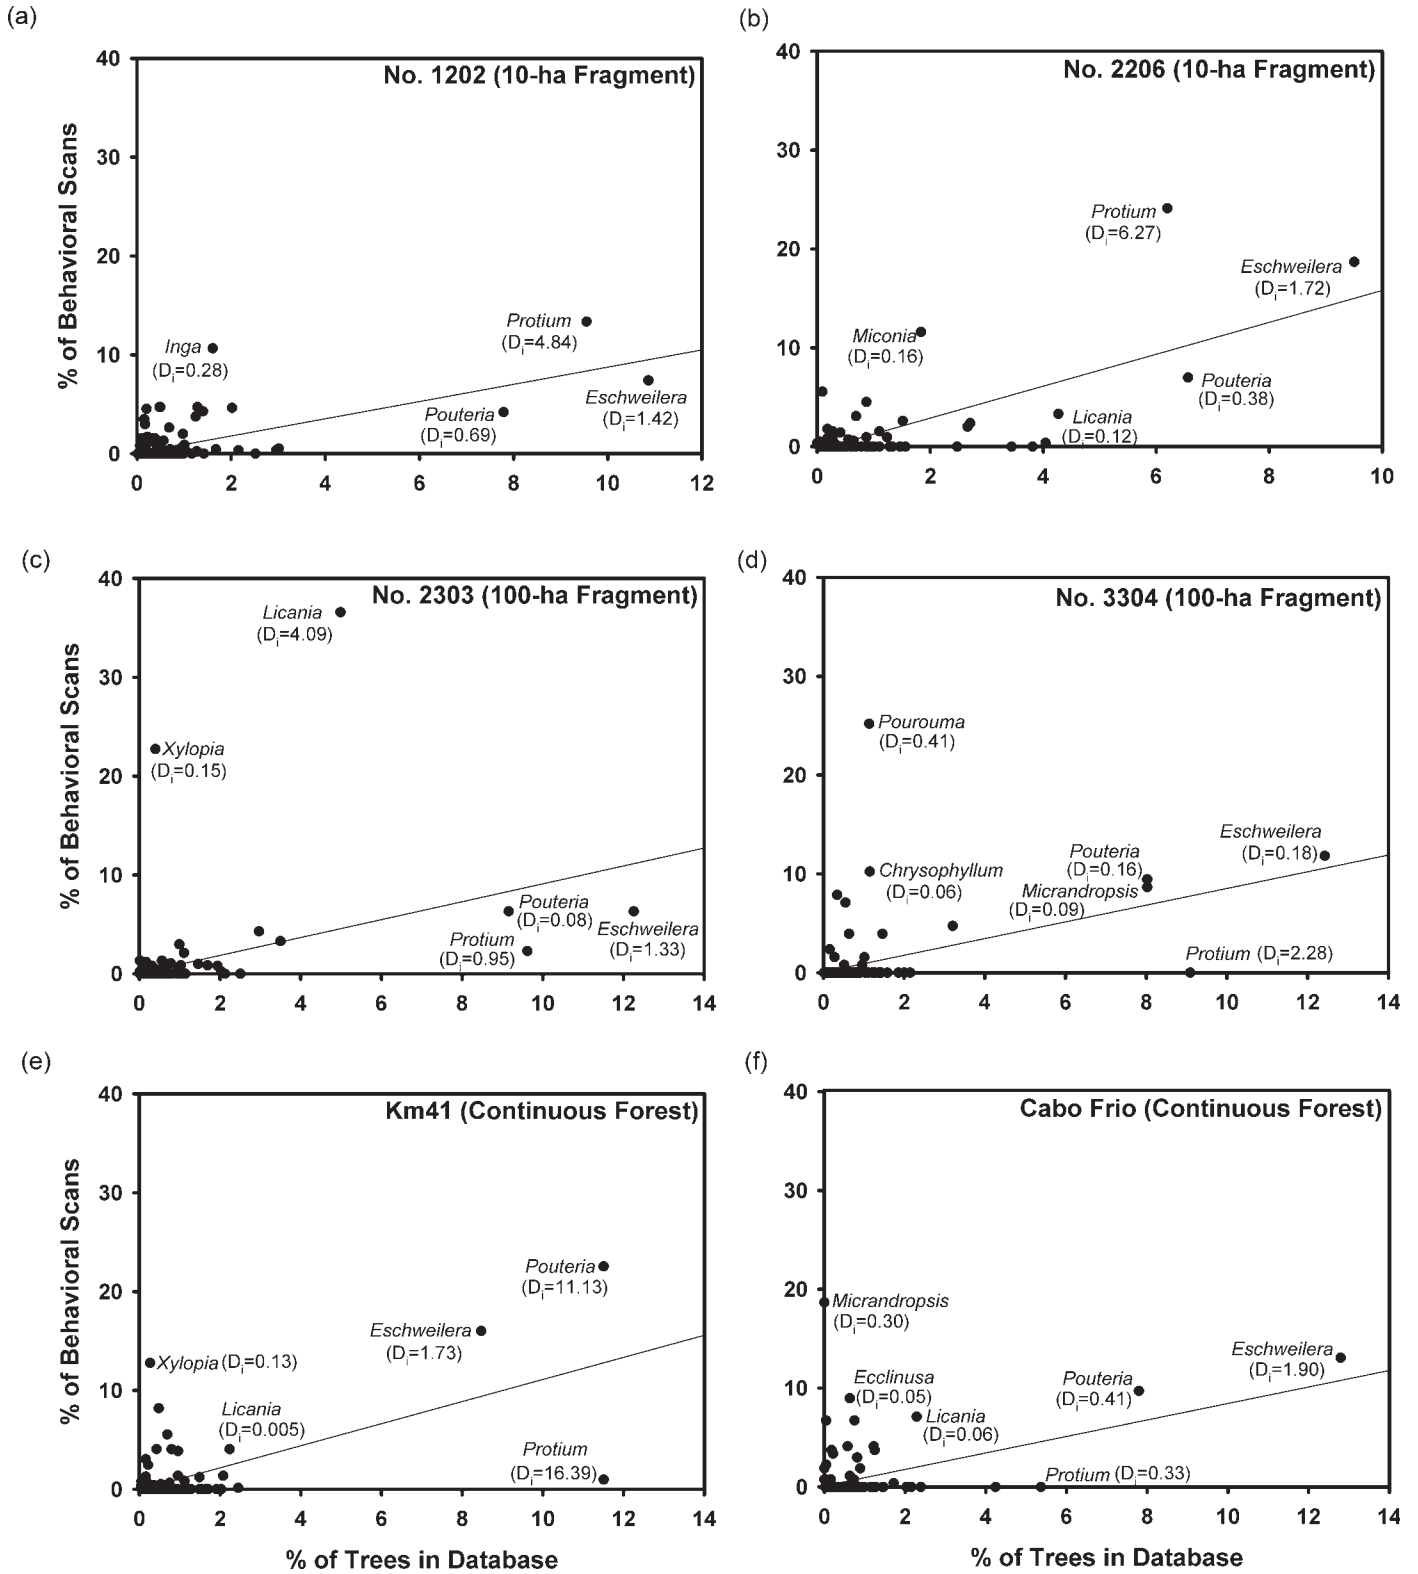 (a)
No. 1202 (10-ha Fragment)
% of Behavioral Scans
40
30
20
10
0
Inga
(Di=0.28)
Protium
(Di=4.84)
Eschweilera
(Di=1.42)
Pouteria
(Di=0.69)
0 2 4 6 8 10 12
(b)
No. 2206 (10-ha Fragment)
40
30
20
10
0
Protium
(Di=6.27)
Eschweilera
(Di=1.72)
Miconia
(Di=0.16)
Pouteria
(Di=0.38)
Licania
(Di=0.12)
0 2 4 6 8 10
(c)
No. 2303 (100-ha Fragment)
% of Behavioral Scans
40
30
20
10
0
Licania
(Di=4.09)
Xylopia
(Di=0.15)
Pouteria
(Di=0.08)
Eschweilera
(Di=1.33)
Protium
(Di=0.95)
0 2 4 6 8 10 12 14
(d)
No. 3304 (100-ha Fragment)
40
30
20
10
0
Pourouma
(Di=0.41)
Eschweilera
(Di=0.18)
Pouteria
(Di=0.16)
Chrysophyllum
(Di=0.06)
Micrandropsis
(Di=0.09)
Protium (Di=2.28)
0 2 4 6 8 10 12 14
(e)
Km41 (Continuous Forest)
% of Behavioral Scans
40
30
20
10
0
Pouteria
(Di=11.13)
Eschweilera
(Di=1.73)
Xylopia (Di=0.13)
Licania
(Di=0.005)
Protium
(Di=16.39)
0 2 4 6 8 10 12 14
% of Trees in Database
(f)
Cabo Frio (Continuous Forest)
40
30
20
10
0
Micrandropsis
(Di=0.30)
Eschweilera
(Di=1.90)
Ecclinusa
(Di=0.05)
Pouteria
(Di=0.41)
Licania
(Di=0.06)
Protium (Di=0.33)
0 2 4 6 8 10 12 14
% of Trees in Database